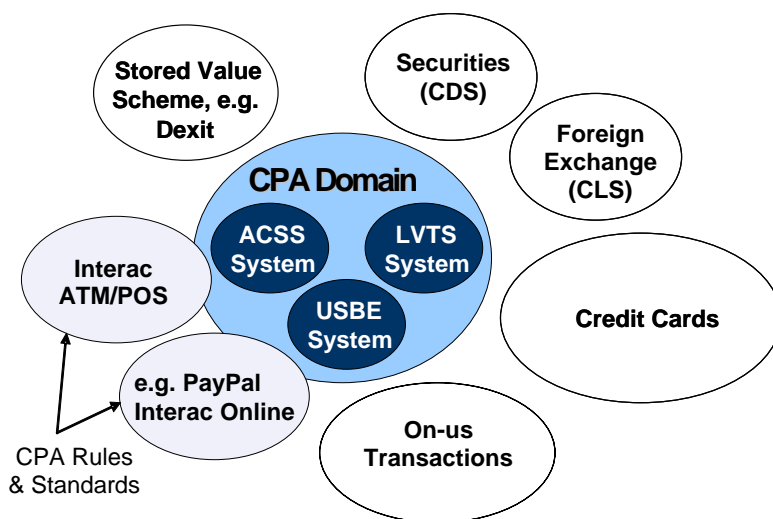 Stored Value
Scheme, e.g.
Dexit
Securities
(CDS)
Foreign
Exchange
(CLS)
CPA Domain
ACSS
System
LVTS
System
USBE
System
Interac
ATM/POS
Credit Cards
e.g. PayPal
Interac Online
On-us
Transactions
CPA Rules
& Standards